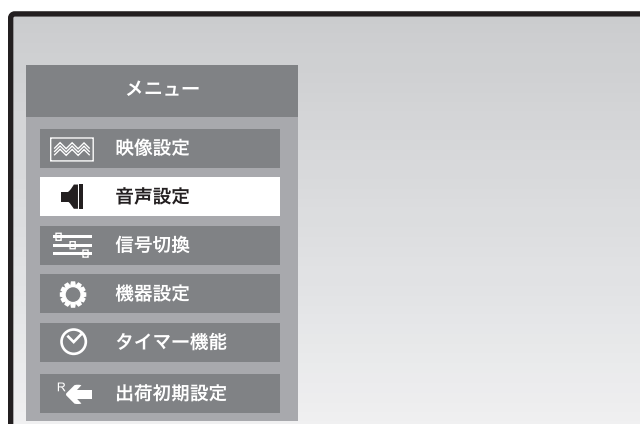 メニュー
映像設定
音声設定
信号切換
機器設定
タイマー機能
R 出荷初期設定